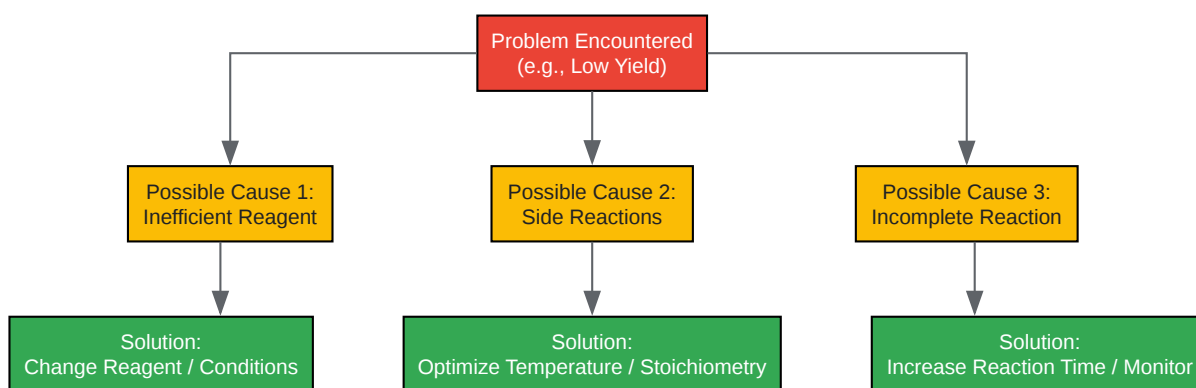 Problem Encountered
(e.g., Low Yield)
Possible Cause 1:
Inefficient Reagent
Possible Cause 2:
Side Reactions
Possible Cause 3:
Incomplete Reaction
Solution:
Change Reagent / Conditions
Solution:
Optimize Temperature / Stoichiometry
Solution:
Increase Reaction Time / Monitor